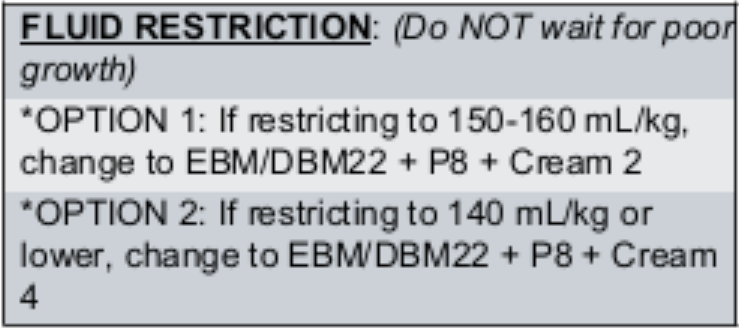 FLUID RESTRICTION: (Do NOT wait for poor
growth)
*OPTION 1: If restricting to 150-160 mL/kg,
change to EBM/DBM22 + P8 + Cream 2
*OPTION 2: If restricting to 140 mL/kg or
lower, change to EBM/DBM22 + P8 + Cream
4